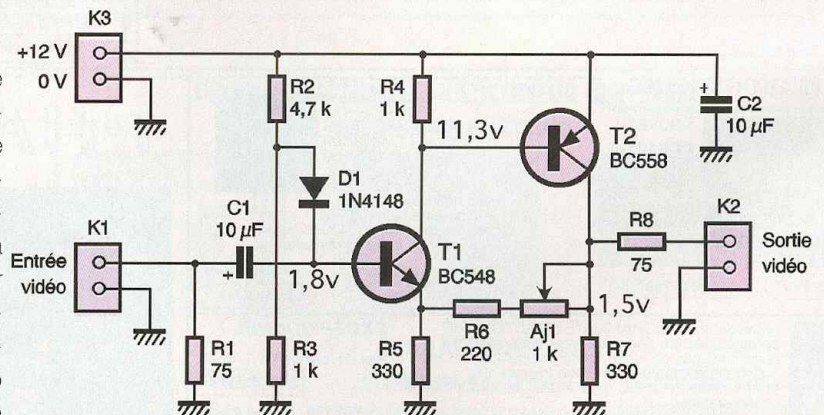 K3
+12 V
0 V
R2
4,7 k
R4
1 k
11,3v
T2
BC558
+
C2
10 µF
D1
1N4148
C1
10 µF
+
K1
Entrée
vidéo
1,8v
T1
BC548
R8
75
K2
Sortie
vidéo
1,5v
R6
220
Aj1
1 k
R1
75
R3
1 k
R5
330
R7
330